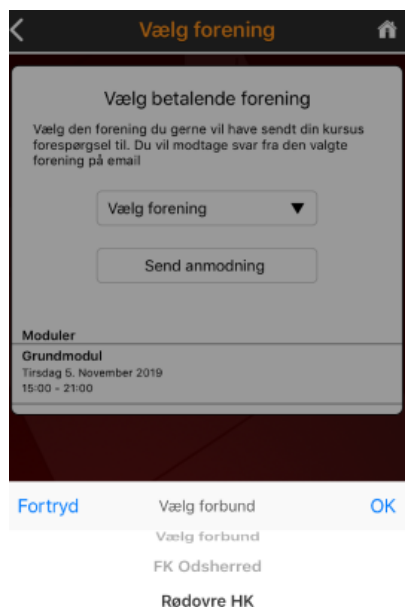 Vælg forening
Vælg betalende forening
Vælg den forening du gerne vil have sendt din kursus
forespørgsel til. Du vil modtage svar fra den valgte
forening på email
Vælg forening
Send anmodning
Moduler
Grundmodul
Tirsdag 5. November 2019
15:00 - 21:00
Fortryd Vælg forbund OK
Vælg forbund
FK Odsherred
Rødovre HK